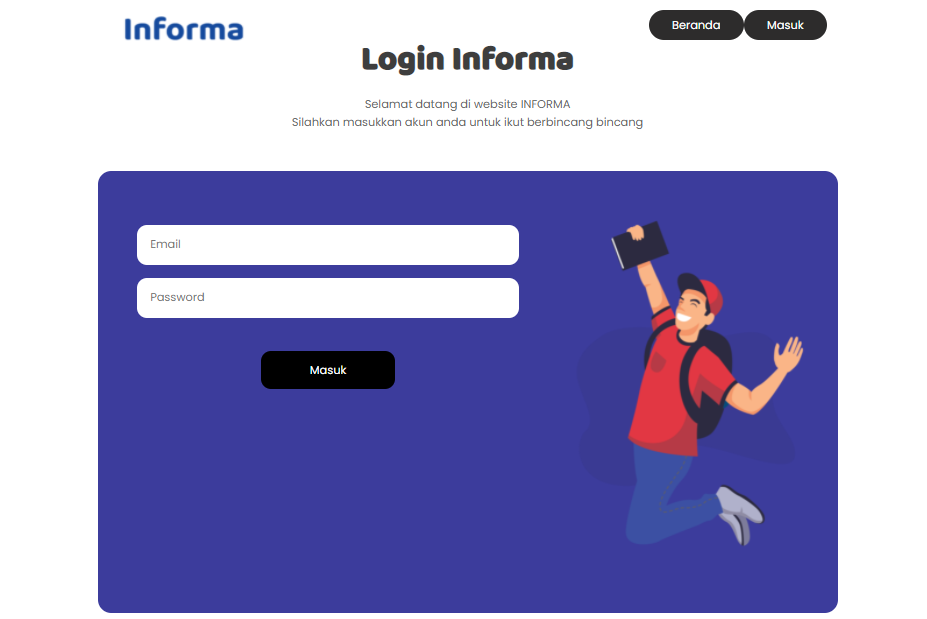 Informa
Beranda
Masuk
Login Informa
Selamat datang di website INFORMA
Silahkan masukkan akun anda untuk ikut berbincang bincang
Email
Password
Masuk